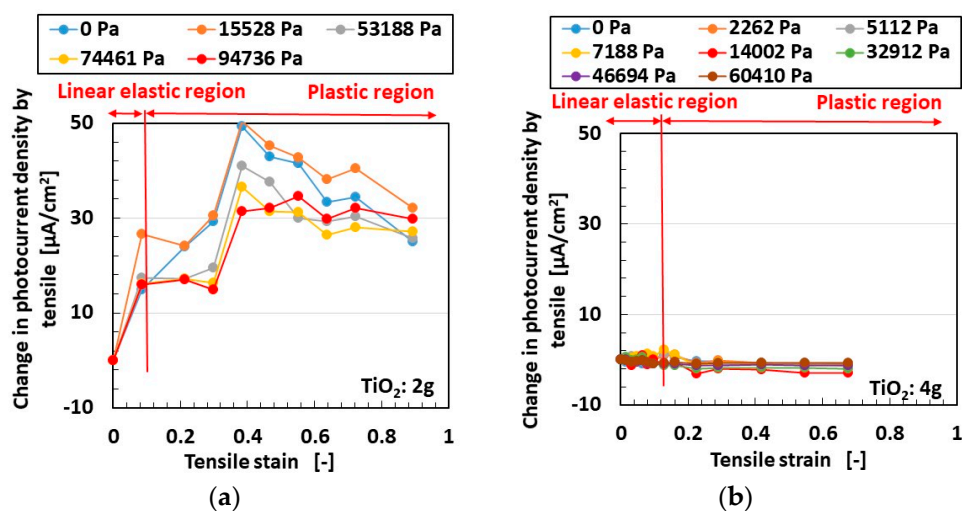 (a)
0 Pa 15528 Pa 53188 Pa
74461 Pa 94736 Pa
Linear elastic region Plastic region
Change in photocurrent density by
tensile [µA/cm²]
50
30
10
-10
TiO₂: 2g
0 0.2 0.4 0.6 0.8 1
Tensile stain [-]
(a)
(b)
0 Pa 2262 Pa 5112 Pa
7188 Pa 14002 Pa 32912 Pa
46694 Pa 60410 Pa
Linear elastic region Plastic region
Change in photocurrent density by
tensile [µA/cm²]
50
30
10
-10
TiO₂: 4g
0 0.2 0.4 0.6 0.8 1
Tensile strain [-]
(b)